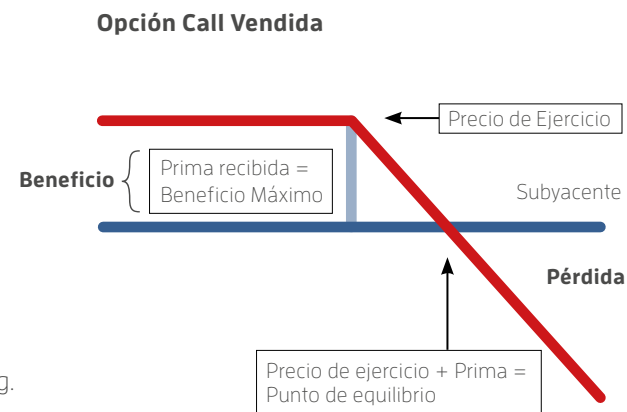 Opción Call Vendida
Precio de Ejercicio
Beneficio
Prima recibida =
Beneficio Máximo
Subyacente
Pérdida
Precio de ejercicio + Prima =
Punto de equilibrio
g.